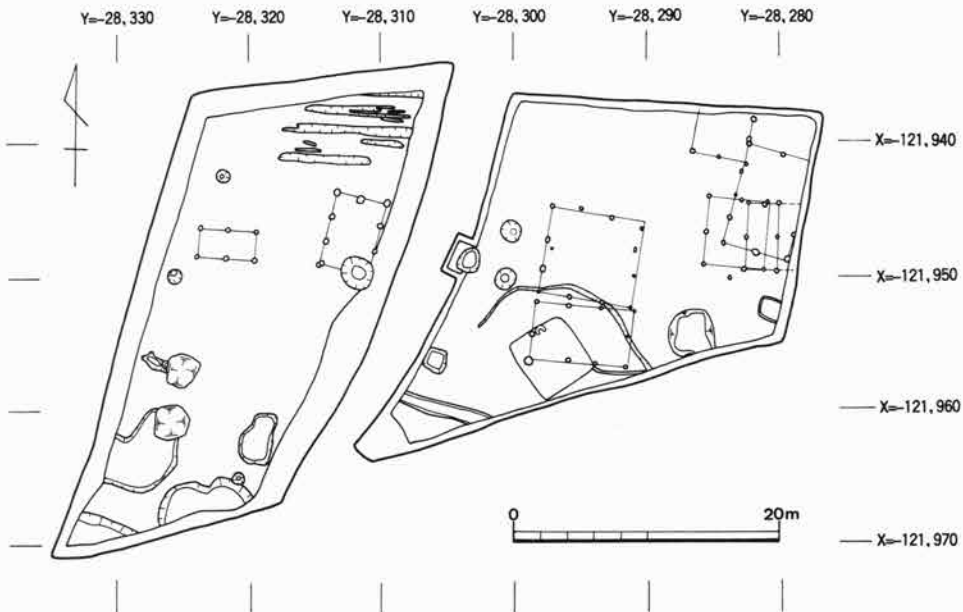 Y=-28,330 Y=-28,320 Y=-28,310 Y=-28,300 Y=-28,290 Y=-28,280
X=-121,940
X=-121,950
X=-121,960
0 20m
X=-121,970